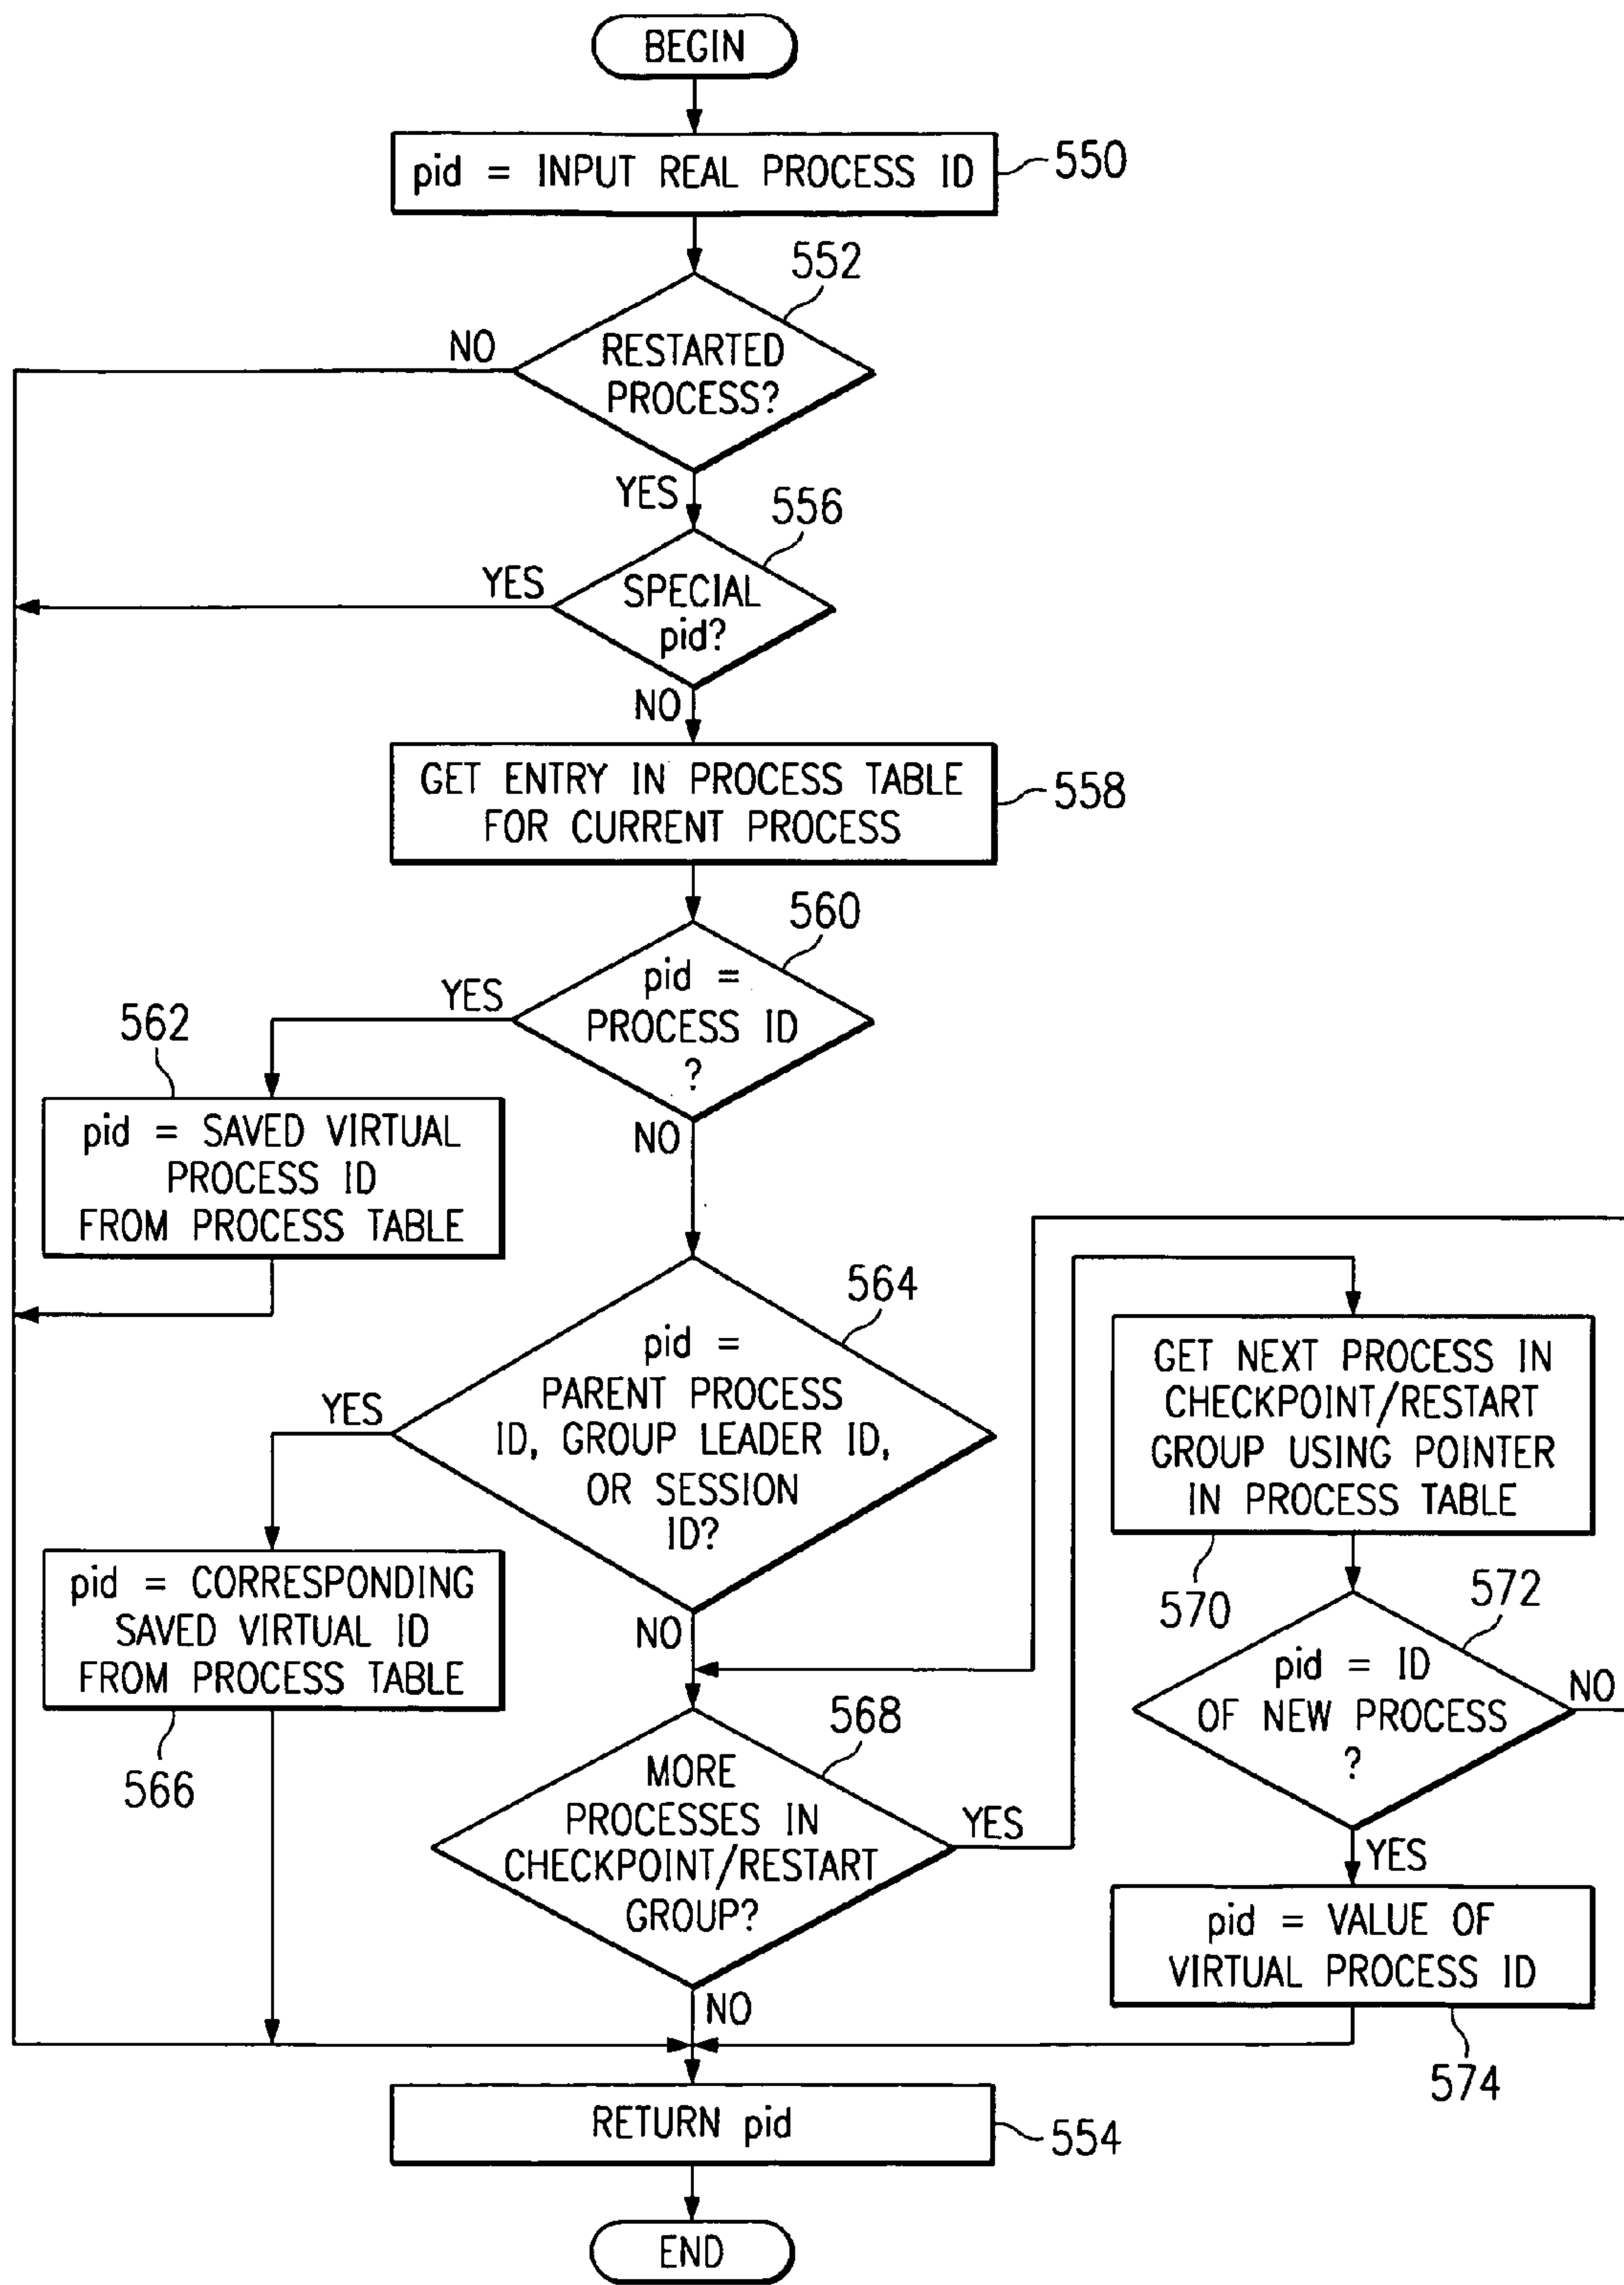 BEGIN
pid = INPUT REAL PROCESS ID
550
552
NO
RESTARTED
PROCESS?
YES
556
YES
SPECIAL
pid?
NO
GET ENTRY IN PROCESS TABLE
FOR CURRENT PROCESS
558
560
YES
pid =
PROCESS ID
?
NO
562
pid = SAVED VIRTUAL
PROCESS ID
FROM PROCESS TABLE
564
YES
pid =
PARENT PROCESS
ID, GROUP LEADER ID,
OR SESSION
ID?
NO
pid = CORRESPONDING
SAVED VIRTUAL ID
FROM PROCESS TABLE
566
568
MORE
PROCESSES IN
CHECKPOINT/RESTART
GROUP?
YES
NO
GET NEXT PROCESS IN
CHECKPOINT/RESTART
GROUP USING POINTER
IN PROCESS TABLE
570
572
pid = ID
OF NEW PROCESS
?
NO
YES
pid = VALUE OF
VIRTUAL PROCESS ID
574
RETURN pid
554
END